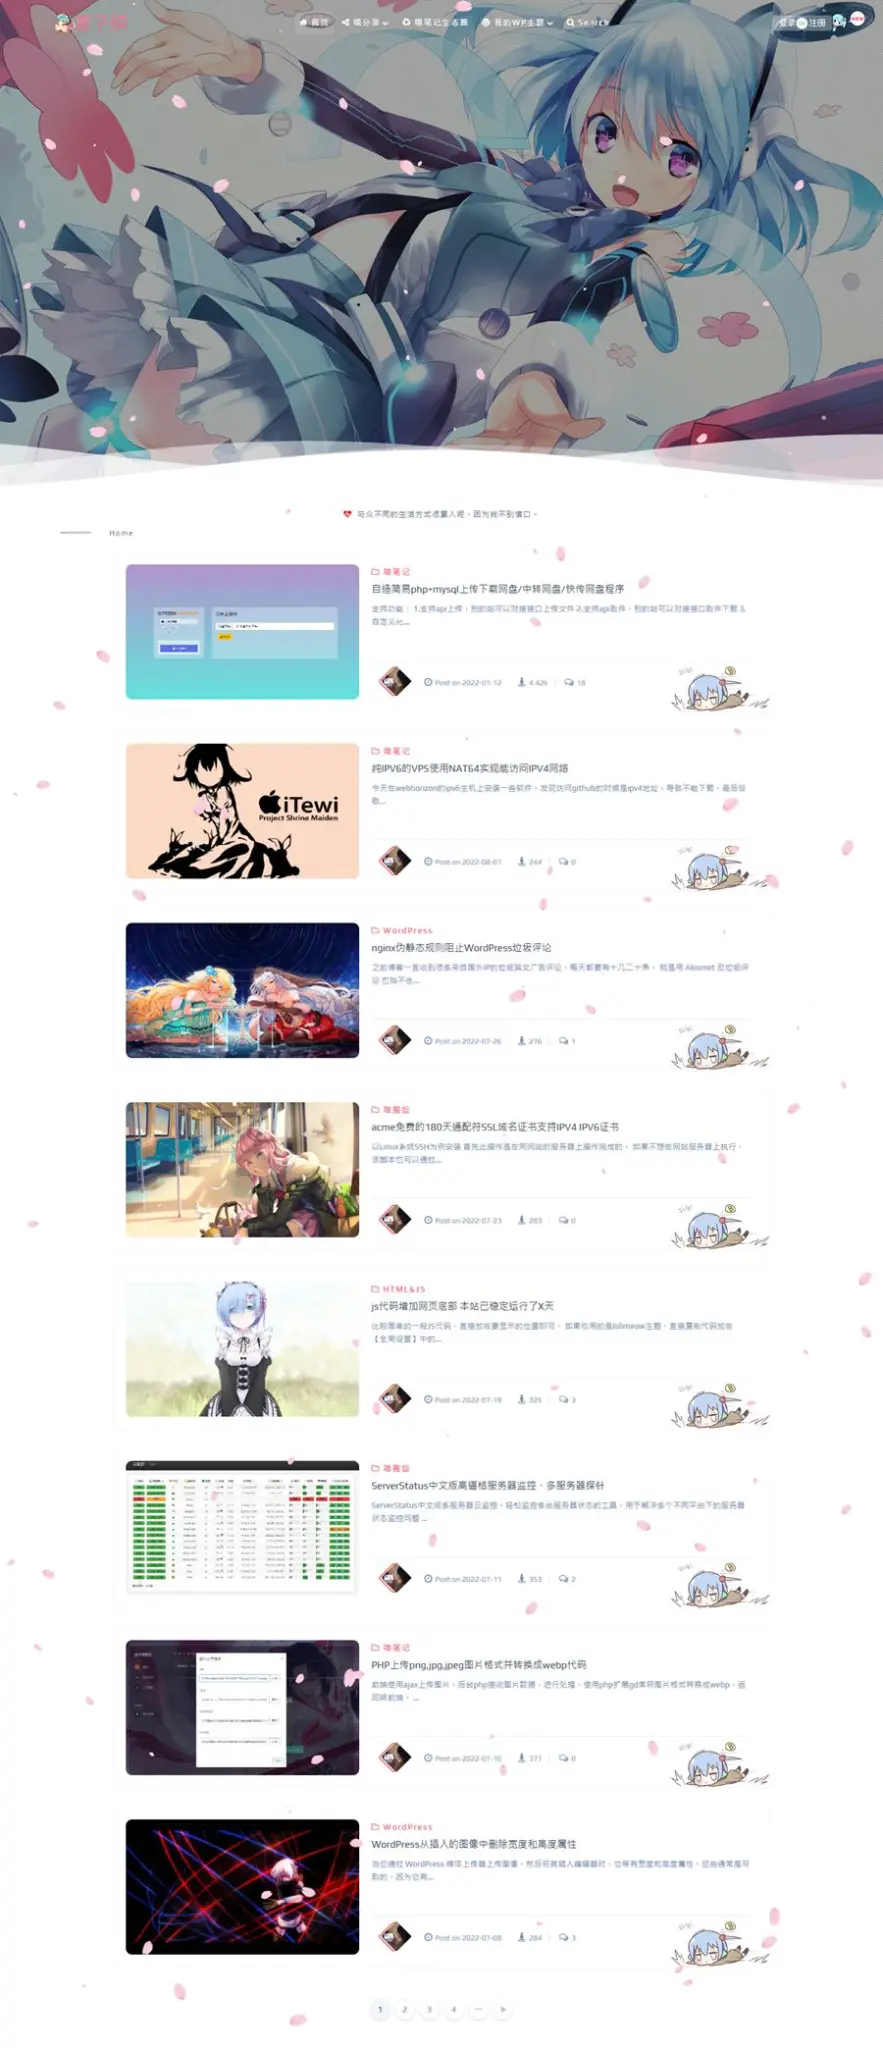 首页
喵分享
喵笔记生态圈
我的WP主题
Search
登录
注册
与众不同的生活方式很累人呢，因为找不到借口。
Home
喵笔记
自适简易php+mysql上传下载网盘/中转网盘/快传网盘程序
支持功能： 1.支持api上传，别的站可以对接接口上传文件 2.支持api取件，别的站可以对接接口取件下载 3.
自定义元...
Post on 2022-01-12
4.42k
18
喵笔记
纯IPV6的VPS使用NAT64实现能访问IPV4网络
今天在webhorizon的ipv6主机上安装一些软件，发现访问github的时候是ipv4地址，导致不能下载，最后谷
歌...
iTewi
Project Shrine Maiden
Post on 2022-08-01
244
0
WordPress
nginx伪静态规则阻止WordPress垃圾评论
之前博客一直收到很多来自国外IP的垃圾英文广告评论，每天都要有十几二十条， 我是用 Akismet 反垃圾评
论 拦截不住...
Post on 2022-07-26
276
1
喵教程
acme免费的180天通配符SSL域名证书支持IPV4 IPV6证书
以Linux系统SSH为例安装 首先此操作是在网网站的服务器上操作完成的， 如果不想在网站服务器上执行，
该脚本也可以通过...
Post on 2022-07-23
283
0
HTML&JS
js代码增加网页底部 本站已稳定运行了X天
比较简单的一段JS代码，直接放在要显示的位置即可， 如果你用的是lolimeow主题，直接复制代码放在
【全局设置】中的...
Post on 2022-07-19
325
3
喵教程
ServerStatus中文版高逼格服务器监控、多服务器探针
ServerStatus中文版多服务器云监控，轻松监控多台服务器状态的工具，用于解决多个不同平台下的服务器
状态监控问题 ...
Post on 2022-07-11
353
2
喵笔记
PHP上传png,jpg,jpeg图片格式并转换成webp代码
前端使用ajax上传图片，后台php接收图片数据，进行处理，使用php扩展gd库将图片格式转换成webp，返
回给前端， ...
Post on 2022-07-10
377
0
WordPress
WordPress从插入的图像中删除宽度和高度属性
当您通过 WordPress 媒体上传器上传图像，然后将其插入编辑器时，它带有宽度和高度属性。这些通常是可
取的，因为它有...
Post on 2022-07-08
284
3
1 2 3 4 ··· »